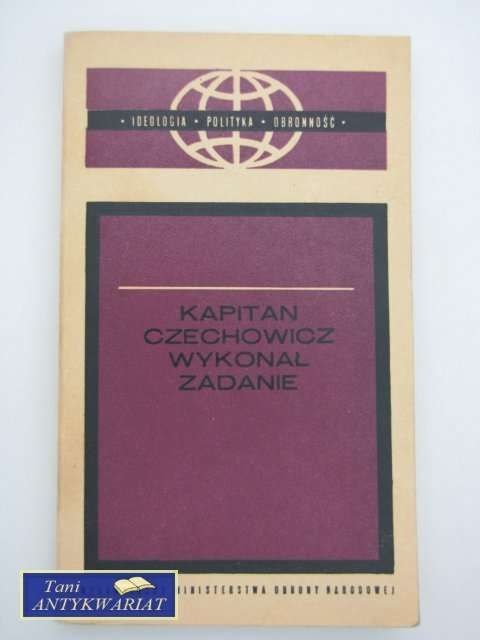 • IDEOLOGIA • POLITYKA • OBRONNOŚĆ •
KAPITAN
CZECHOWICZ
WYKONAŁ
ZADANIE
MINISTERSTWA OBRONY NARODOWEJ
Tani
ANTYKWARIAT